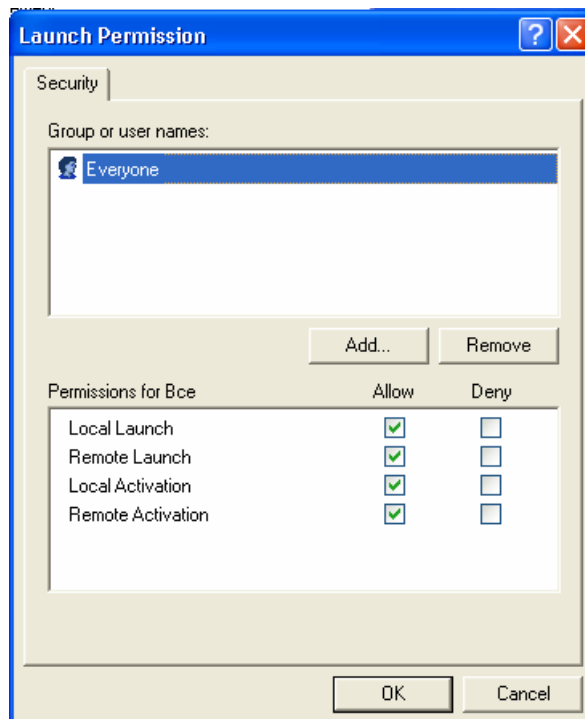 Launch Permission
Security
Group or user names:
Everyone
Add... Remove
Permissions for Все Allow Deny
Local Launch
Remote Launch
Local Activation
Remote Activation
OK Cancel